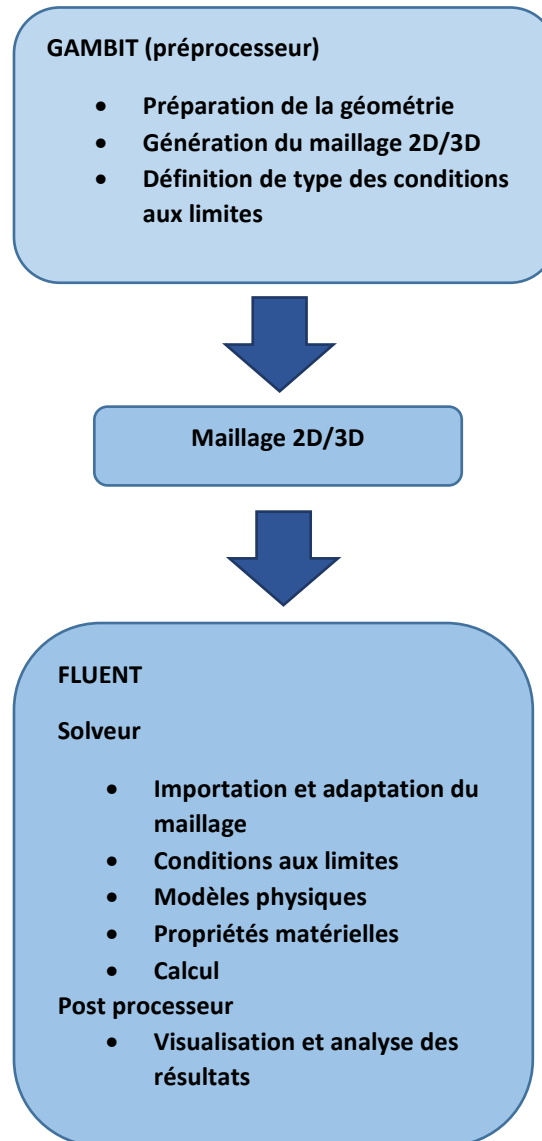 GAMBIT (préprocesseur)
• Préparation de la géométrie
• Génération du maillage 2D/3D
• Définition de type des conditions
aux limites
Maillage 2D/3D
FLUENT
Solveur
• Importation et adaptation du
maillage
• Conditions aux limites
• Modèles physiques
• Propriétés matérielles
• Calcul
Post processeur
• Visualisation et analyse des
résultats